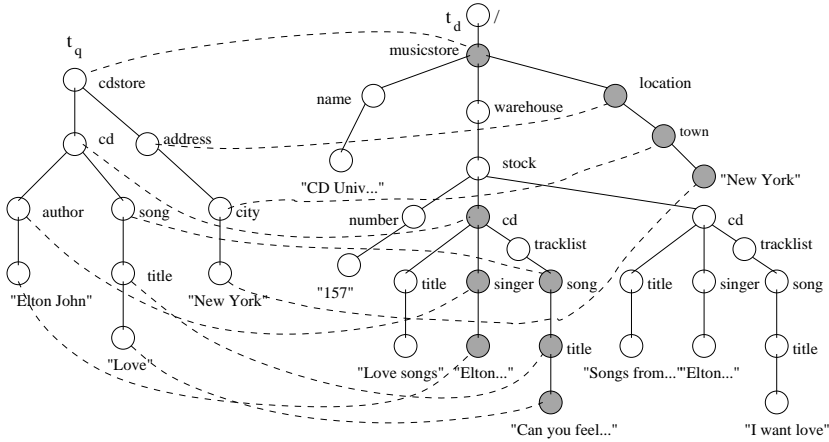 t_d /
t_q
musicstore
cdstore
location
name
warehouse
cd
address
town
stock
"CD Univ..."
"New York"
author
song
city
number
cd
cd
tracklist
tracklist
title
"157"
title
singer
song
title
singer
song
"Elton John"
"New York"
title
title
"Love"
"Love songs"
"Elton..."
"Songs from..."
"Elton..."
"Can you feel..."
"I want love"